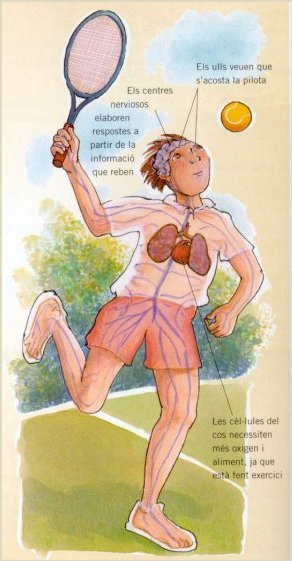 Els ulls veuen que
s'acosta la pilota
Els centres
nerviosos
elaboren
respostes a
partir de la
informació
que reben
Les cèl·lules del
cos necessiten
més oxigen i
aliment, ja que
està fent exercici